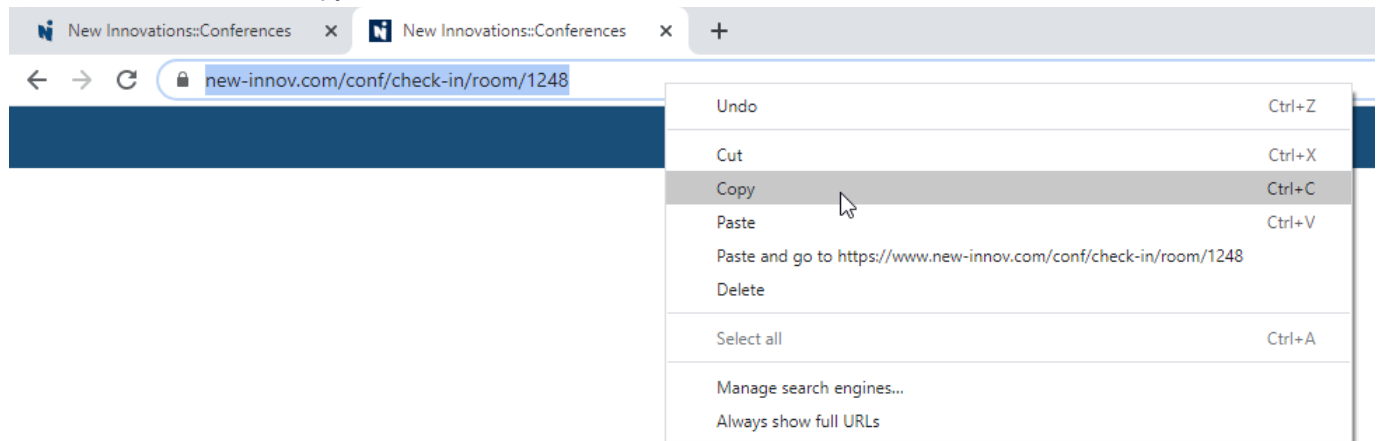 New Innovations::Conferences
New Innovations::Conferences
new-innov.com/conf/check-in/room/1248
Undo Ctrl+Z
Cut Ctrl+X
Copy Ctrl+C
Paste Ctrl+V
Paste and go to https://www.new-innov.com/conf/check-in/room/1248
Delete
Select all Ctrl+A
Manage search engines...
Always show full URLs